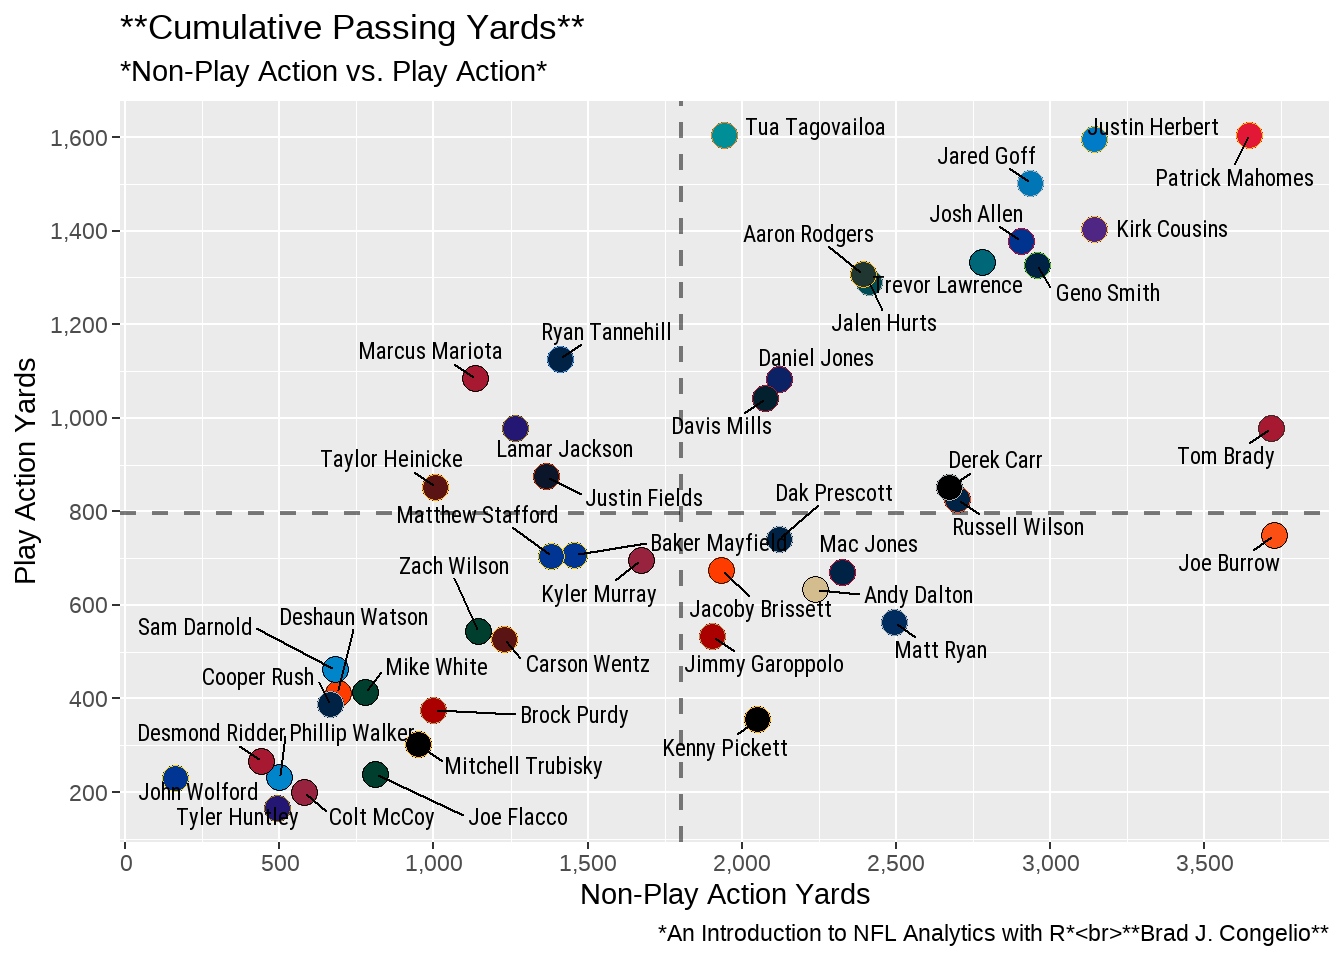 **Cumulative Passing Yards**
*Non-Play Action vs. Play Action*
Play Action Yards
1,600
1,400
1,200
1,000
800
600
400
200
Tua Tagovailoa
Justin Herbert
Jared Goff
Patrick Mahomes
Josh Allen
Kirk Cousins
Aaron Rodgers
Trevor Lawrence
Geno Smith
Jalen Hurts
Ryan Tannehill
Marcus Mariota
Daniel Jones
Davis Mills
Lamar Jackson
Tom Brady
Taylor Heinicke
Derek Carr
Justin Fields
Dak Prescott
Matthew Stafford
Russell Wilson
Baker Mayfield
Mac Jones
Zach Wilson
Joe Burrow
Kyler Murray
Andy Dalton
Jacoby Brissett
Deshaun Watson
Sam Darnold
Matt Ryan
Carson Wentz
Jimmy Garoppolo
Mike White
Cooper Rush
Brock Purdy
Desmond Ridder
Phillip Walker
Kenny Pickett
Mitchell Trubisky
John Wolford
Tyler Huntley
Colt McCoy
Joe Flacco
0
500
1,000
1,500
2,000
2,500
3,000
3,500
Non-Play Action Yards
*An Introduction to NFL Analytics with R*<br>**Brad J. Congelio**